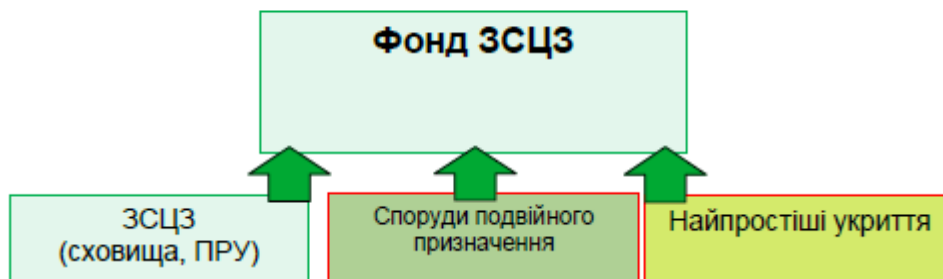 Фонд ЗСЦЗ
ЗСЦЗ
(сховища, ПРУ)
Споруди подвійного
призначення
Найпростіші укриття